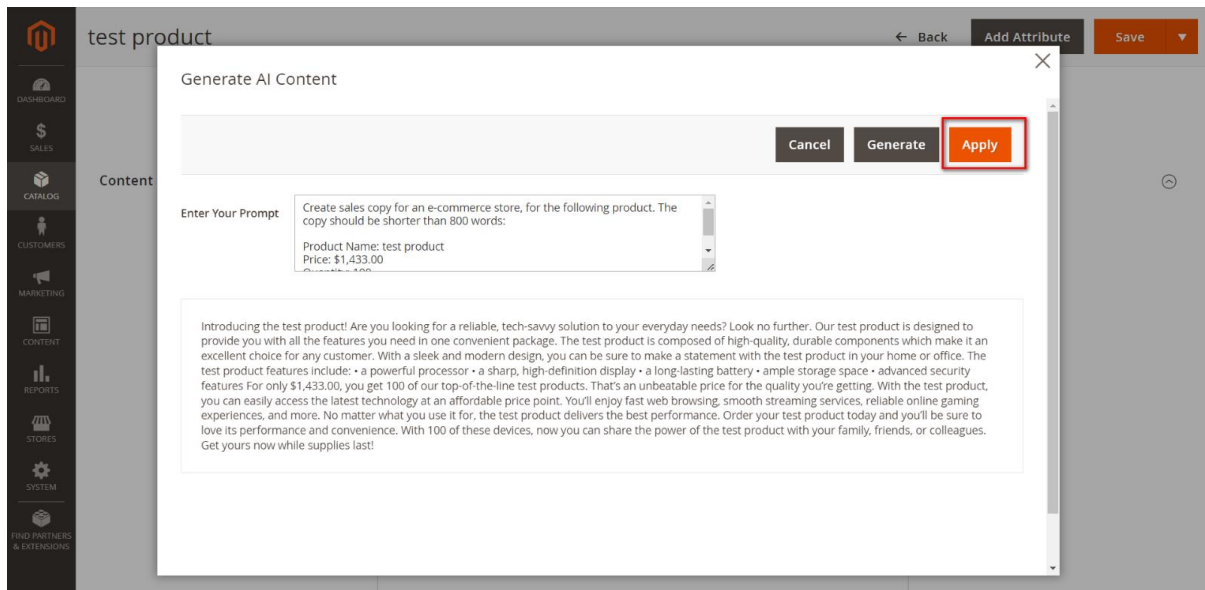 test product
← Back
Add Attribute
Save
DASHBOARD
$
SALES
CATALOG
CUSTOMERS
MARKETING
CONTENT
REPORTS
STORES
SYSTEM
FIND PARTNERS
& EXTENSIONS
Content
Generate AI Content
Cancel
Generate
Apply
Enter Your Prompt
Create sales copy for an e-commerce store, for the following product. The
copy should be shorter than 800 words:
Product Name: test product
Price: $1,433.00
Quantity: 100
Introducing the test product! Are you looking for a reliable, tech-savvy solution to your everyday needs? Look no further. Our test product is designed to
provide you with all the features you need in one convenient package. The test product is composed of high-quality, durable components which make it an
excellent choice for any customer. With a sleek and modern design, you can be sure to make a statement with the test product in your home or office. The
test product features include: • a powerful processor • a sharp, high-definition display • a long-lasting battery • ample storage space • advanced security
features For only $1,433.00, you get 100 of our top-of-the-line test products. That's an unbeatable price for the quality you're getting. With the test product,
you can easily access the latest technology at an affordable price point. You'll enjoy fast web browsing, smooth streaming services, reliable online gaming
experiences, and more. No matter what you use it for, the test product delivers the best performance. Order your test product today and you'll be sure to
love its performance and convenience. With 100 of these devices, now you can share the power of the test product with your family, friends, or colleagues.
Get yours now while supplies last!